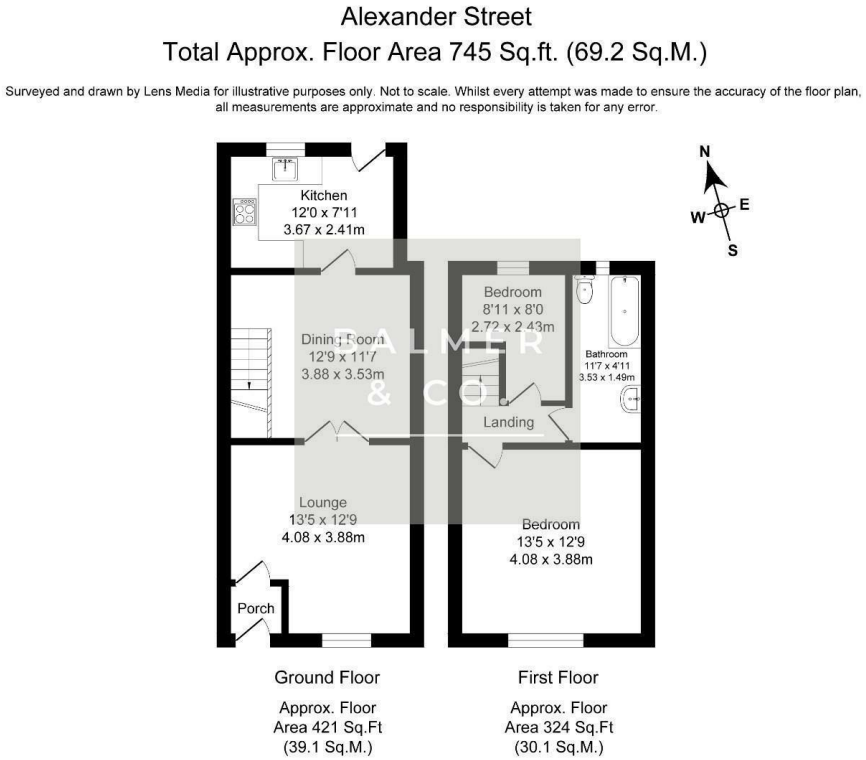 Alexander Street
Total Approx. Floor Area 745 Sq.ft. (69.2 Sq.M.)
Surveyed and drawn by Lens Media for illustrative purposes only. Not to scale. Whilst every attempt was made to ensure the accuracy of the floor plan,
all measurements are approximate and no responsibility is taken for any error.
N
W
E
S
Kitchen
12'0 x 7'11
3.67 x 2.41m
Dining Room
12'9 x 11'7
3.88 x 3.53m
Lounge
13'5 x 12'9
4.08 x 3.88m
Porch
Bedroom
8'11 x 8'0
2.72 x 2.43m
Bathroom
11'7 x 4'11
3.53 x 1.49m
Landing
Bedroom
13'5 x 12'9
4.08 x 3.88m
BALMER
& CO
Ground Floor
Approx. Floor
Area 421 Sq.Ft
(39.1 Sq.M.)
First Floor
Approx. Floor
Area 324 Sq.Ft
(30.1 Sq.M.)